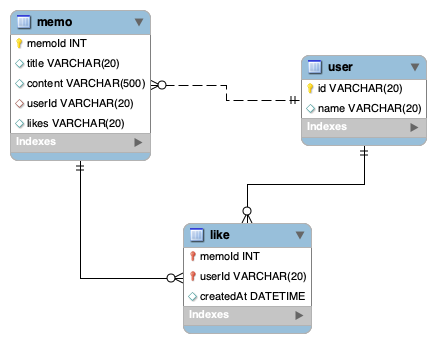 memo
memoId INT
title VARCHAR(20)
content VARCHAR(500)
userId VARCHAR(20)
likes VARCHAR(20)
Indexes
user
id VARCHAR(20)
name VARCHAR(20)
Indexes
like
memoId INT
userId VARCHAR(20)
createdAt DATETIME
Indexes